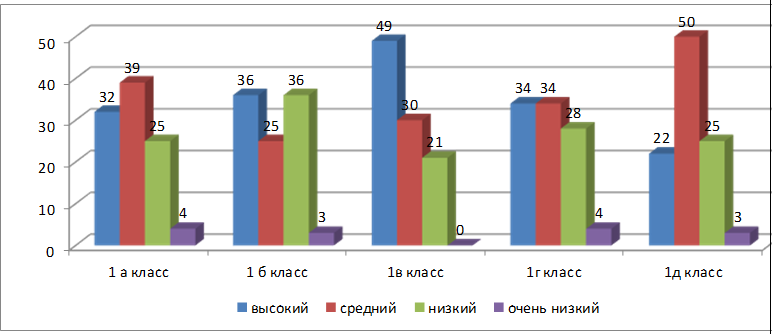 50
40
30
20
10
0
32 39 25 4
36 25 36 3
49 30 21 0
34 34 28 4
22 50 25 3
1 а класс 1 б класс 1в класс 1г класс 1д класс
высокий средний низкий очень низкий